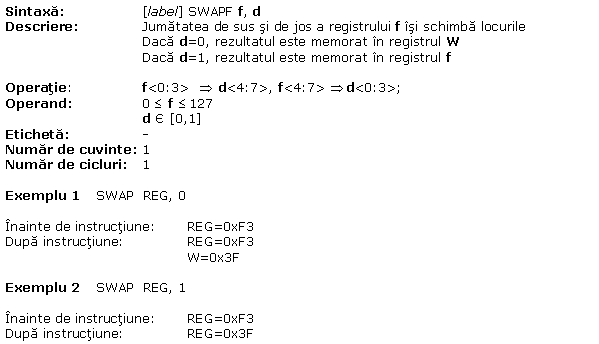 Sintaxă: [label] SWAPF f, d
Descriere: Jumătatea de sus şi de jos a registrului f îşi schimbă locurile
Dacă d=0, rezultatul este memorat în registrul W
Dacă d=1, rezultatul este memorat în registrul f
Operaţie: f<0:3> ⇒ d<4:7>, f<4:7> ⇒ d<0:3>;
Operand: 0 ≤ f ≤ 127
d ∈ [0,1]
Etichetă: –
Număr de cuvinte: 1
Număr de cicluri: 1
Exemplu 1 SWAP REG, 0
Înainte de instrucţiune: REG=0xF3
După instrucţiune: REG=0xF3
W=0x3F
Exemplu 2 SWAP REG, 1
Înainte de instrucţiune: REG=0xF3
După instrucţiune: REG=0x3F